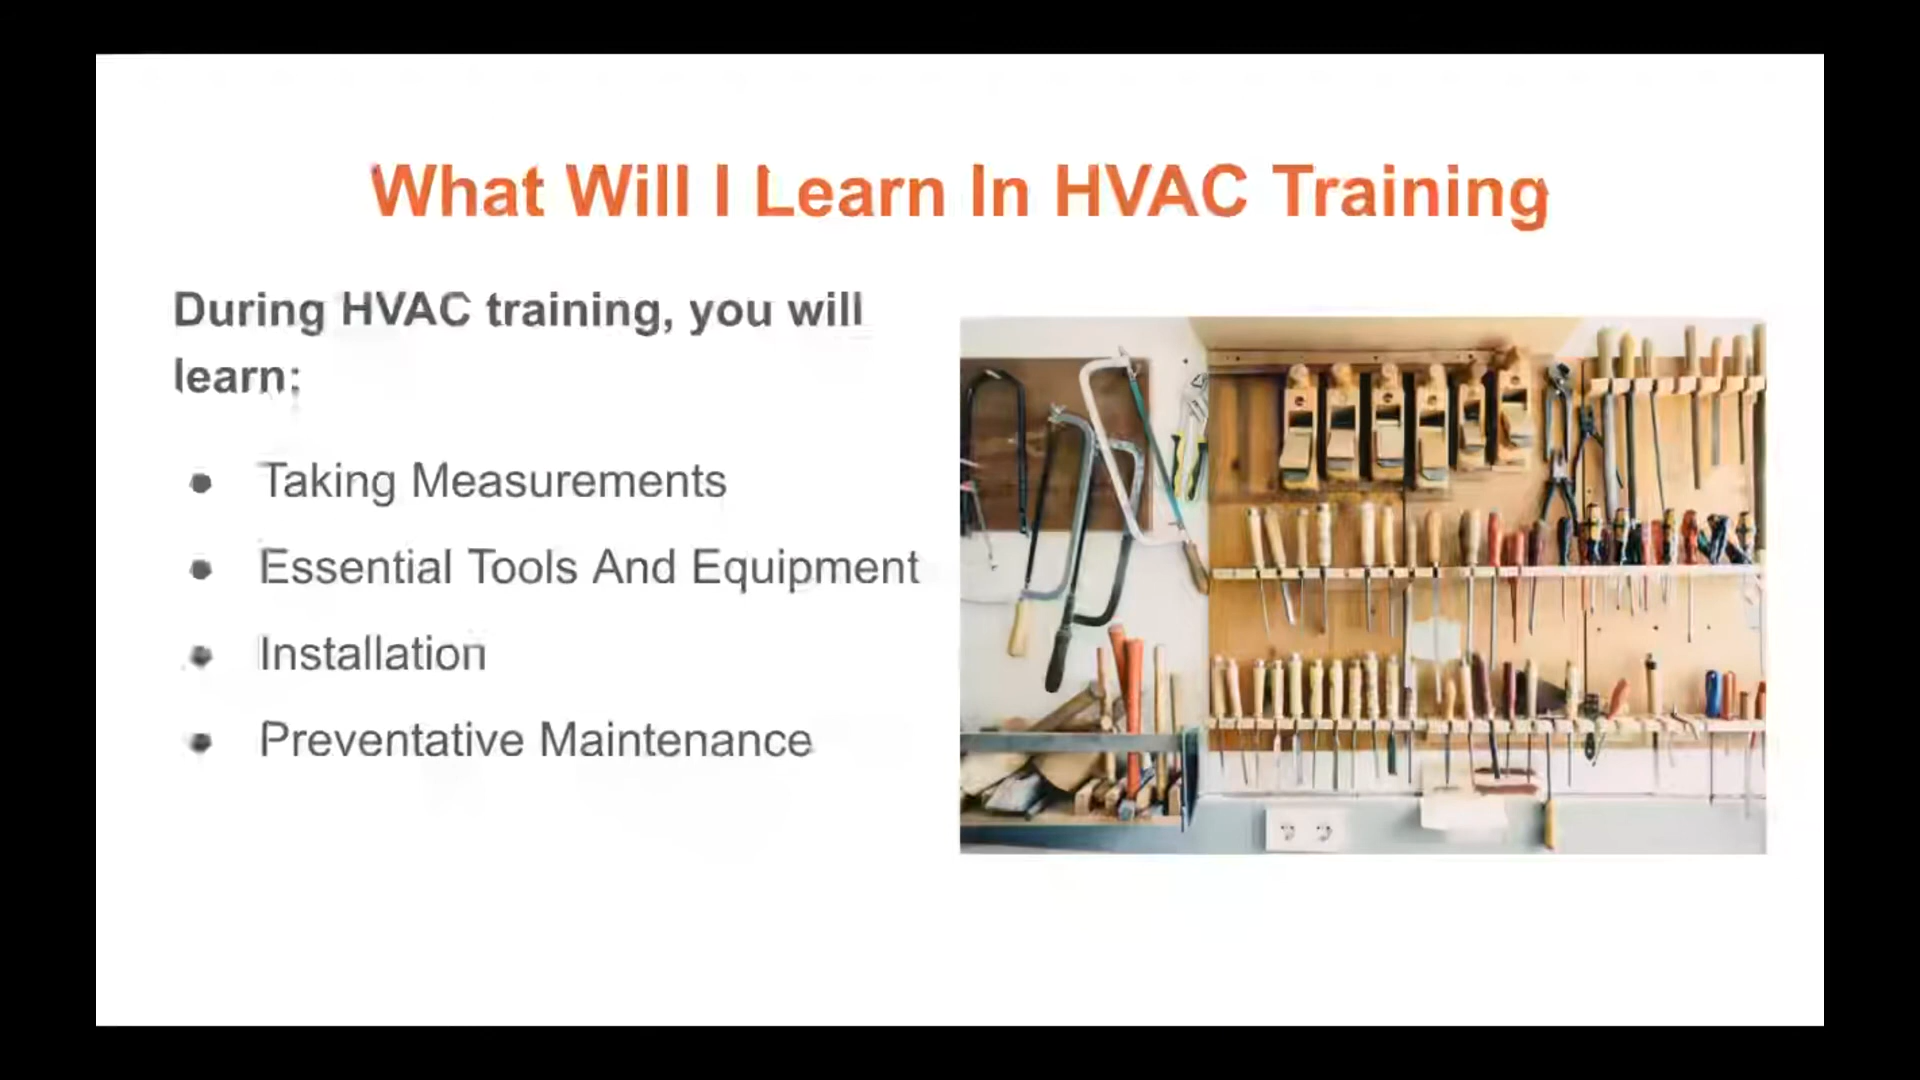 What Will I Learn In HVAC Training
During HVAC training, you will
learn:
● Taking Measurements
● Essential Tools And Equipment
● Installation
● Preventative Maintenance